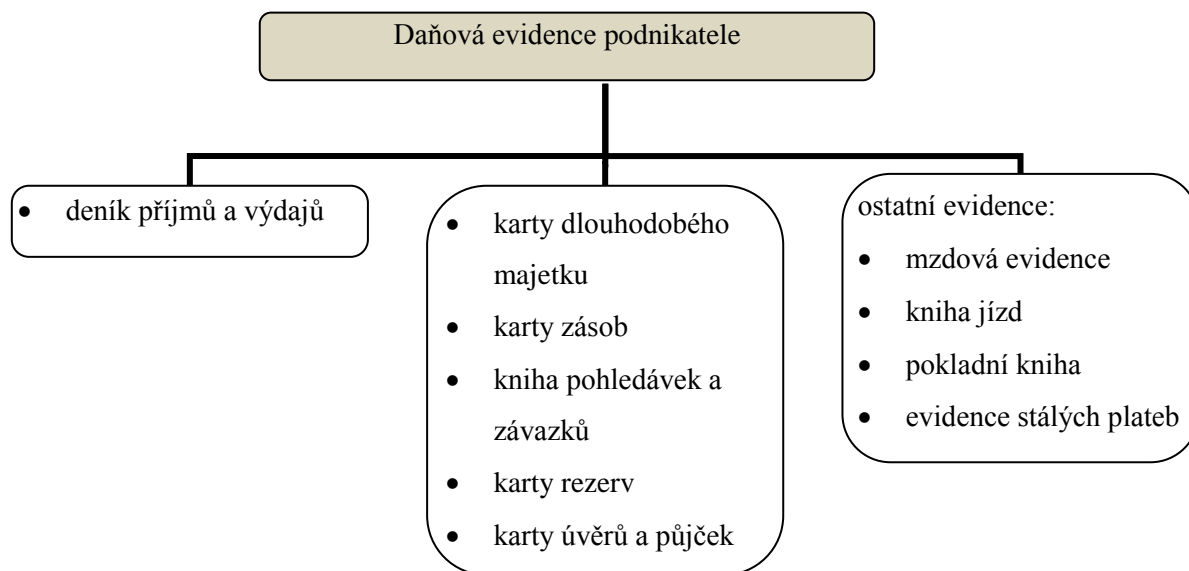 Daňová evidence podnikatele
• deník příjmů a výdajů
• karty dlouhodobého
majetku
• karty zásob
• kniha pohledávek a
závazků
• karty rezerv
• karty úvěrů a půjček
ostatní evidence:
• mzdová evidence
• kniha jízd
• pokladní kniha
• evidence stálých plateb